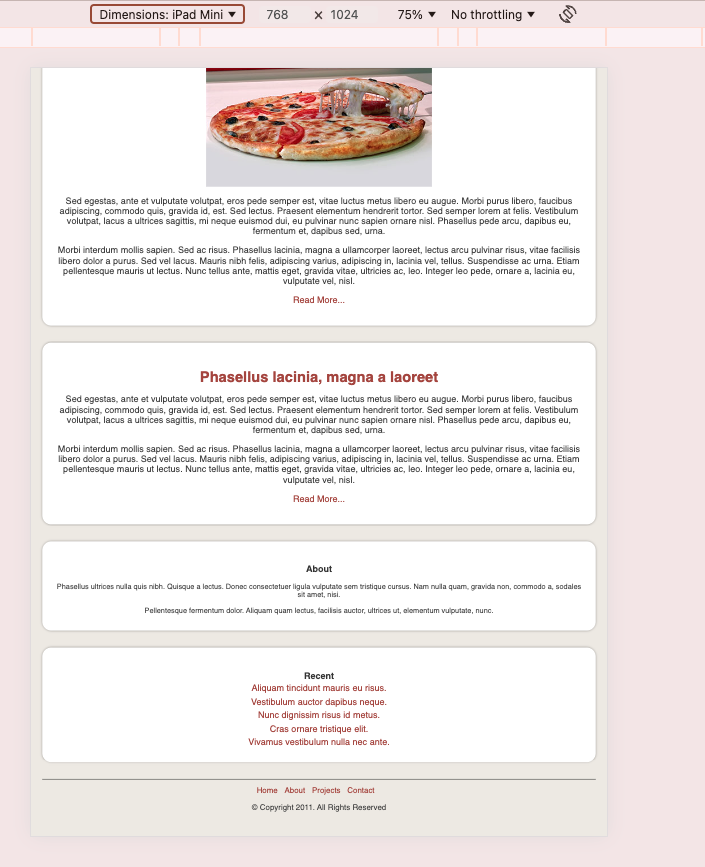 Dimensions: iPad Mini ▼ 768 × 1024 75% ▼ No throttling ▼
Sed egestas, ante et vulputate volutpat, eros pede semper est, vitae luctus metus libero eu augue. Morbi purus libero, faucibus
adipiscing, commodo quis, gravida id, est. Sed lectus. Praesent elementum hendrerit tortor. Sed semper lorem at felis. Vestibulum
volutpat, lacus a ultrices sagittis, mi neque euismod dui, eu pulvinar nunc sapien ornare nisl. Phasellus pede arcu, dapibus eu,
fermentum et, dapibus sed, urna.
Morbi interdum mollis sapien. Sed ac risus. Phasellus lacinia, magna a ullamcorper laoreet, lectus arcu pulvinar risus, vitae facilisis
libero dolor a purus. Sed vel lacus. Mauris nibh felis, adipiscing varius, adipiscing in, lacinia vel, tellus. Suspendisse ac urna. Etiam
pellentesque mauris ut lectus. Nunc tellus ante, mattis eget, gravida vitae, ultricies ac, leo. Integer leo pede, ornare a, lacinia eu,
vulputate vel, nisl.
Read More...
Phasellus lacinia, magna a laoreet
Sed egestas, ante et vulputate volutpat, eros pede semper est, vitae luctus metus libero eu augue. Morbi purus libero, faucibus
adipiscing, commodo quis, gravida id, est. Sed lectus. Praesent elementum hendrerit tortor. Sed semper lorem at felis. Vestibulum
volutpat, lacus a ultrices sagittis, mi neque euismod dui, eu pulvinar nunc sapien ornare nisl. Phasellus pede arcu, dapibus eu,
fermentum et, dapibus sed, urna.
Morbi interdum mollis sapien. Sed ac risus. Phasellus lacinia, magna a ullamcorper laoreet, lectus arcu pulvinar risus, vitae facilisis
libero dolor a purus. Sed vel lacus. Mauris nibh felis, adipiscing varius, adipiscing in, lacinia vel, tellus. Suspendisse ac urna. Etiam
pellentesque mauris ut lectus. Nunc tellus ante, mattis eget, gravida vitae, ultricies ac, leo. Integer leo pede, ornare a, lacinia eu,
vulputate vel, nisl.
Read More...
About
Phasellus ultrices nulla quis nibh. Quisque a lectus. Donec consectetuer ligula vulputate sem tristique cursus. Nam nulla quam, gravida non, commodo a, sodales
sit amet, nisi.
Pellentesque fermentum dolor. Aliquam quam lectus, facilisis auctor, ultrices ut, elementum vulputate, nunc.
Recent
Aliquam tincidunt mauris eu risus.
Vestibulum auctor dapibus neque.
Nunc dignissim risus id metus.
Cras ornare tristique elit.
Vivamus vestibulum nulla nec ante.
Home About Projects Contact
© Copyright 2011. All Rights Reserved